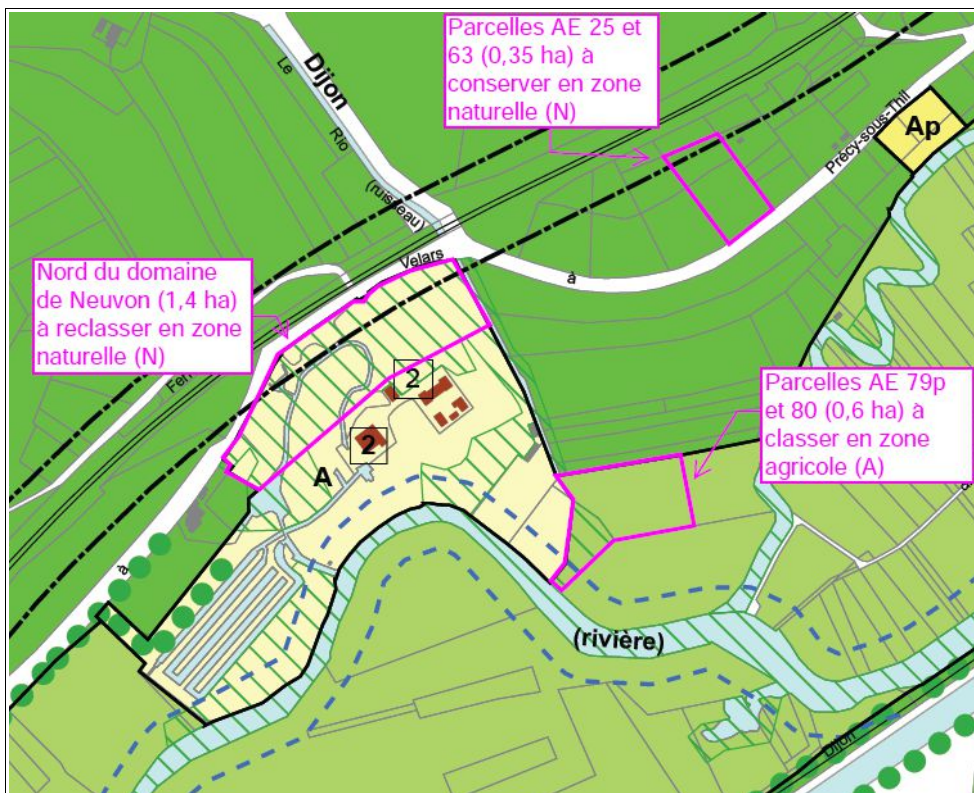 Parcelles AE 25 et
63 (0,35 ha) à
conserver en zone
naturelle (N)
Dijon
Le
Rio
(ruisseau)
Précy-sous-Thil
Ap
à
Velars
Nord du domaine
de Neuvon (1,4 ha)
à reclasser en zone
naturelle (N)
2
2
A
Parcelles AE 79p
et 80 (0,6 ha) à
classer en zone
agricole (A)
à
(rivière)
Dijon